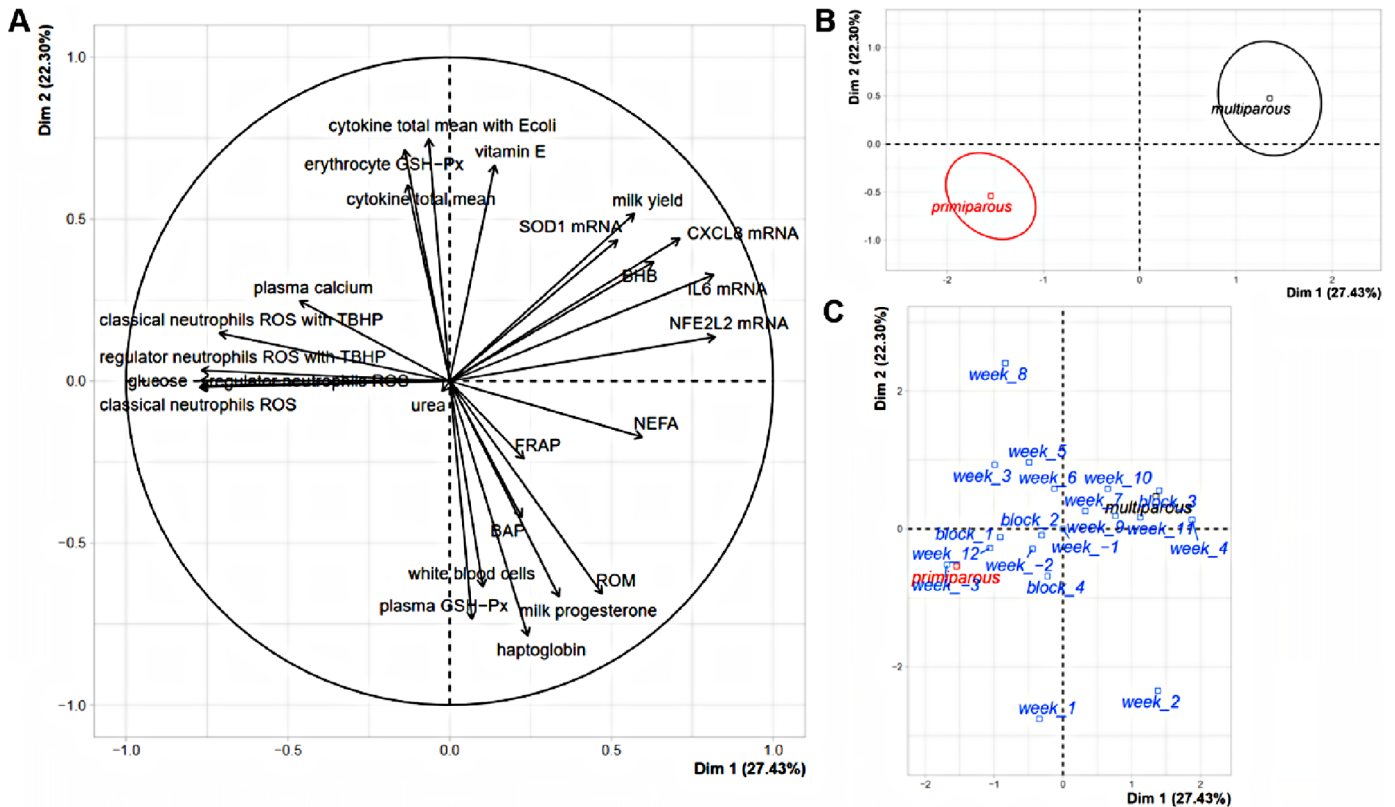 A
Dim 2 (22.30%)
1.0
0.5
0.0
−0.5
−1.0
cytokine total mean with Ecoli
erythrocyte GSH−Px
vitamin E
cytokine total mean
milk yield
SOD1 mRNA
CXCL8 mRNA
BHB
IL6 mRNA
NFE2L2 mRNA
plasma calcium
classical neutrophils ROS with TBHP
regulator neutrophils ROS with TBHP
glucose
regulator neutrophils ROS
classical neutrophils ROS
urea
NEFA
FRAP
BAP
white blood cells
ROM
plasma GSH−Px
milk progesterone
haptoglobin
−1.0 −0.5 0.0 0.5 1.0
Dim 1 (27.43%)
B
Dim 2 (22.30%)
1.0
0.5
0.0
-0.5
-1.0
multiparous
primiparous
-2 -1 0 1 2
Dim 1 (27.43%)
C
Dim 2 (22.30%)
2
0
−2
week_8
week_5
week_3
week_6
week_10
week_7
block_3
multiparous
block_2
block_1
week_9
week_11
week_12
week_−1
week_4
week_−2
primiparous
week_−3
block_4
week_1
week_2
−2 −1 0 1 2
Dim 1 (27.43%)